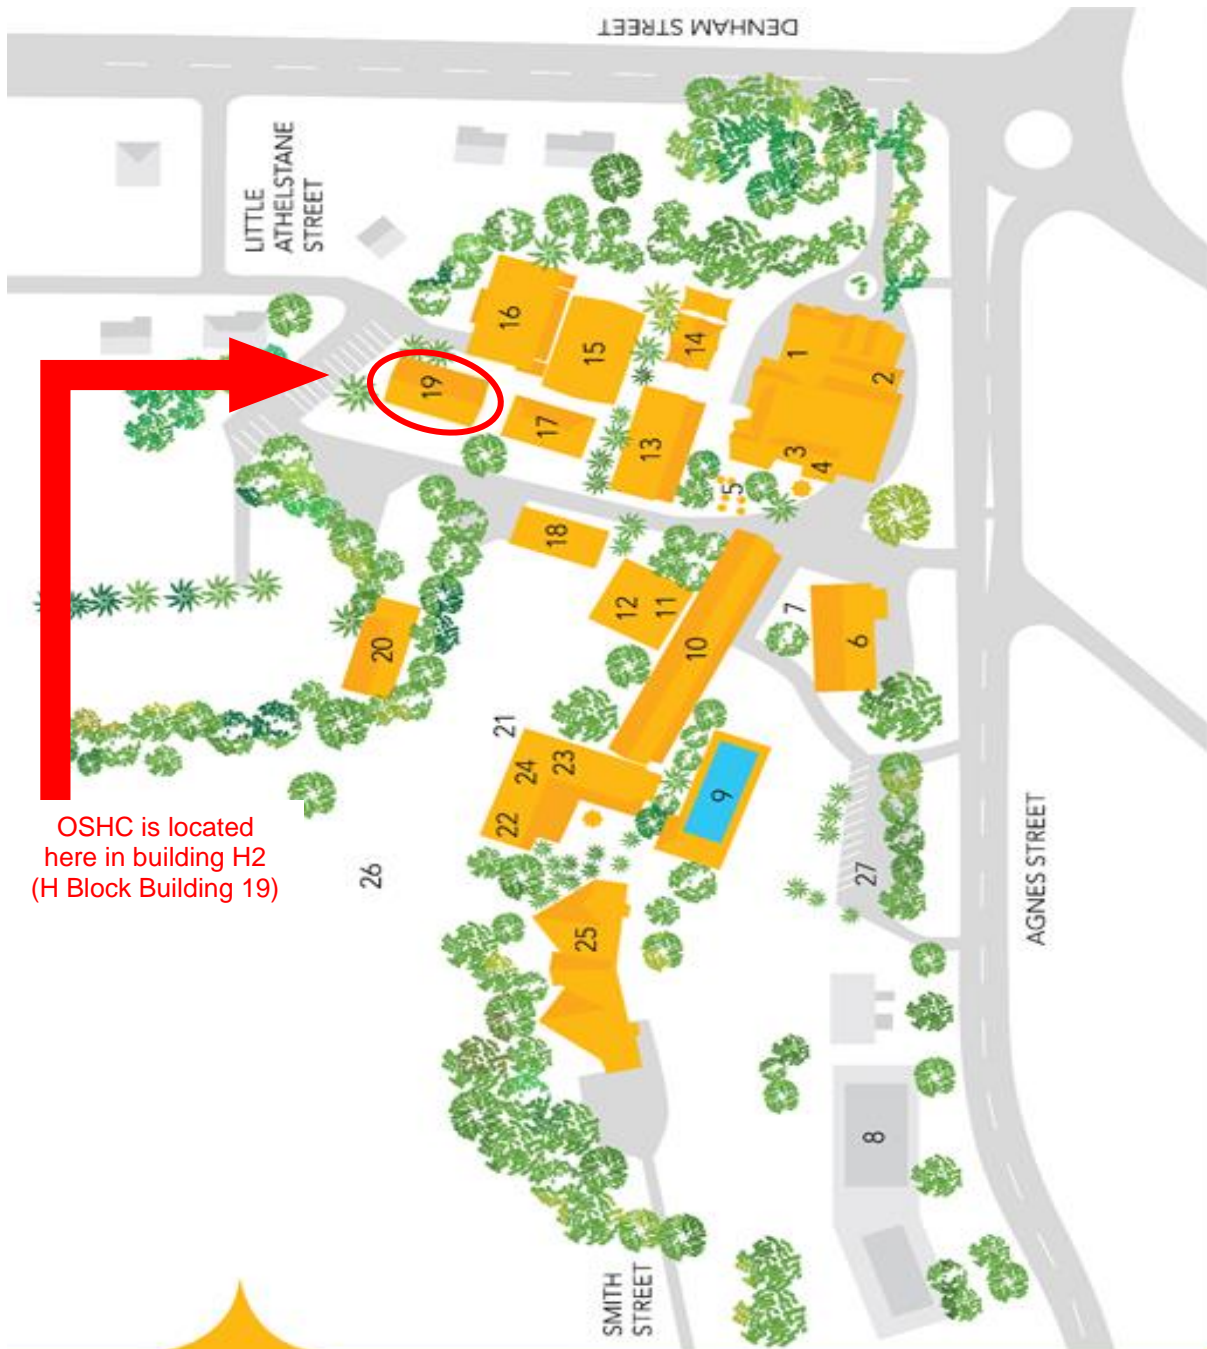 DENHAM STREET
LITTLE
ATHELSTANE
STREET
16
15
14
1
2
19
17
13
3
4
5
18
12
11
10
7
6
20
21
24
23
22
9
OSHC is located
here in building H2
(H Block Building 19)
26
27
25
AGNES STREET
8
SMITH
STREET